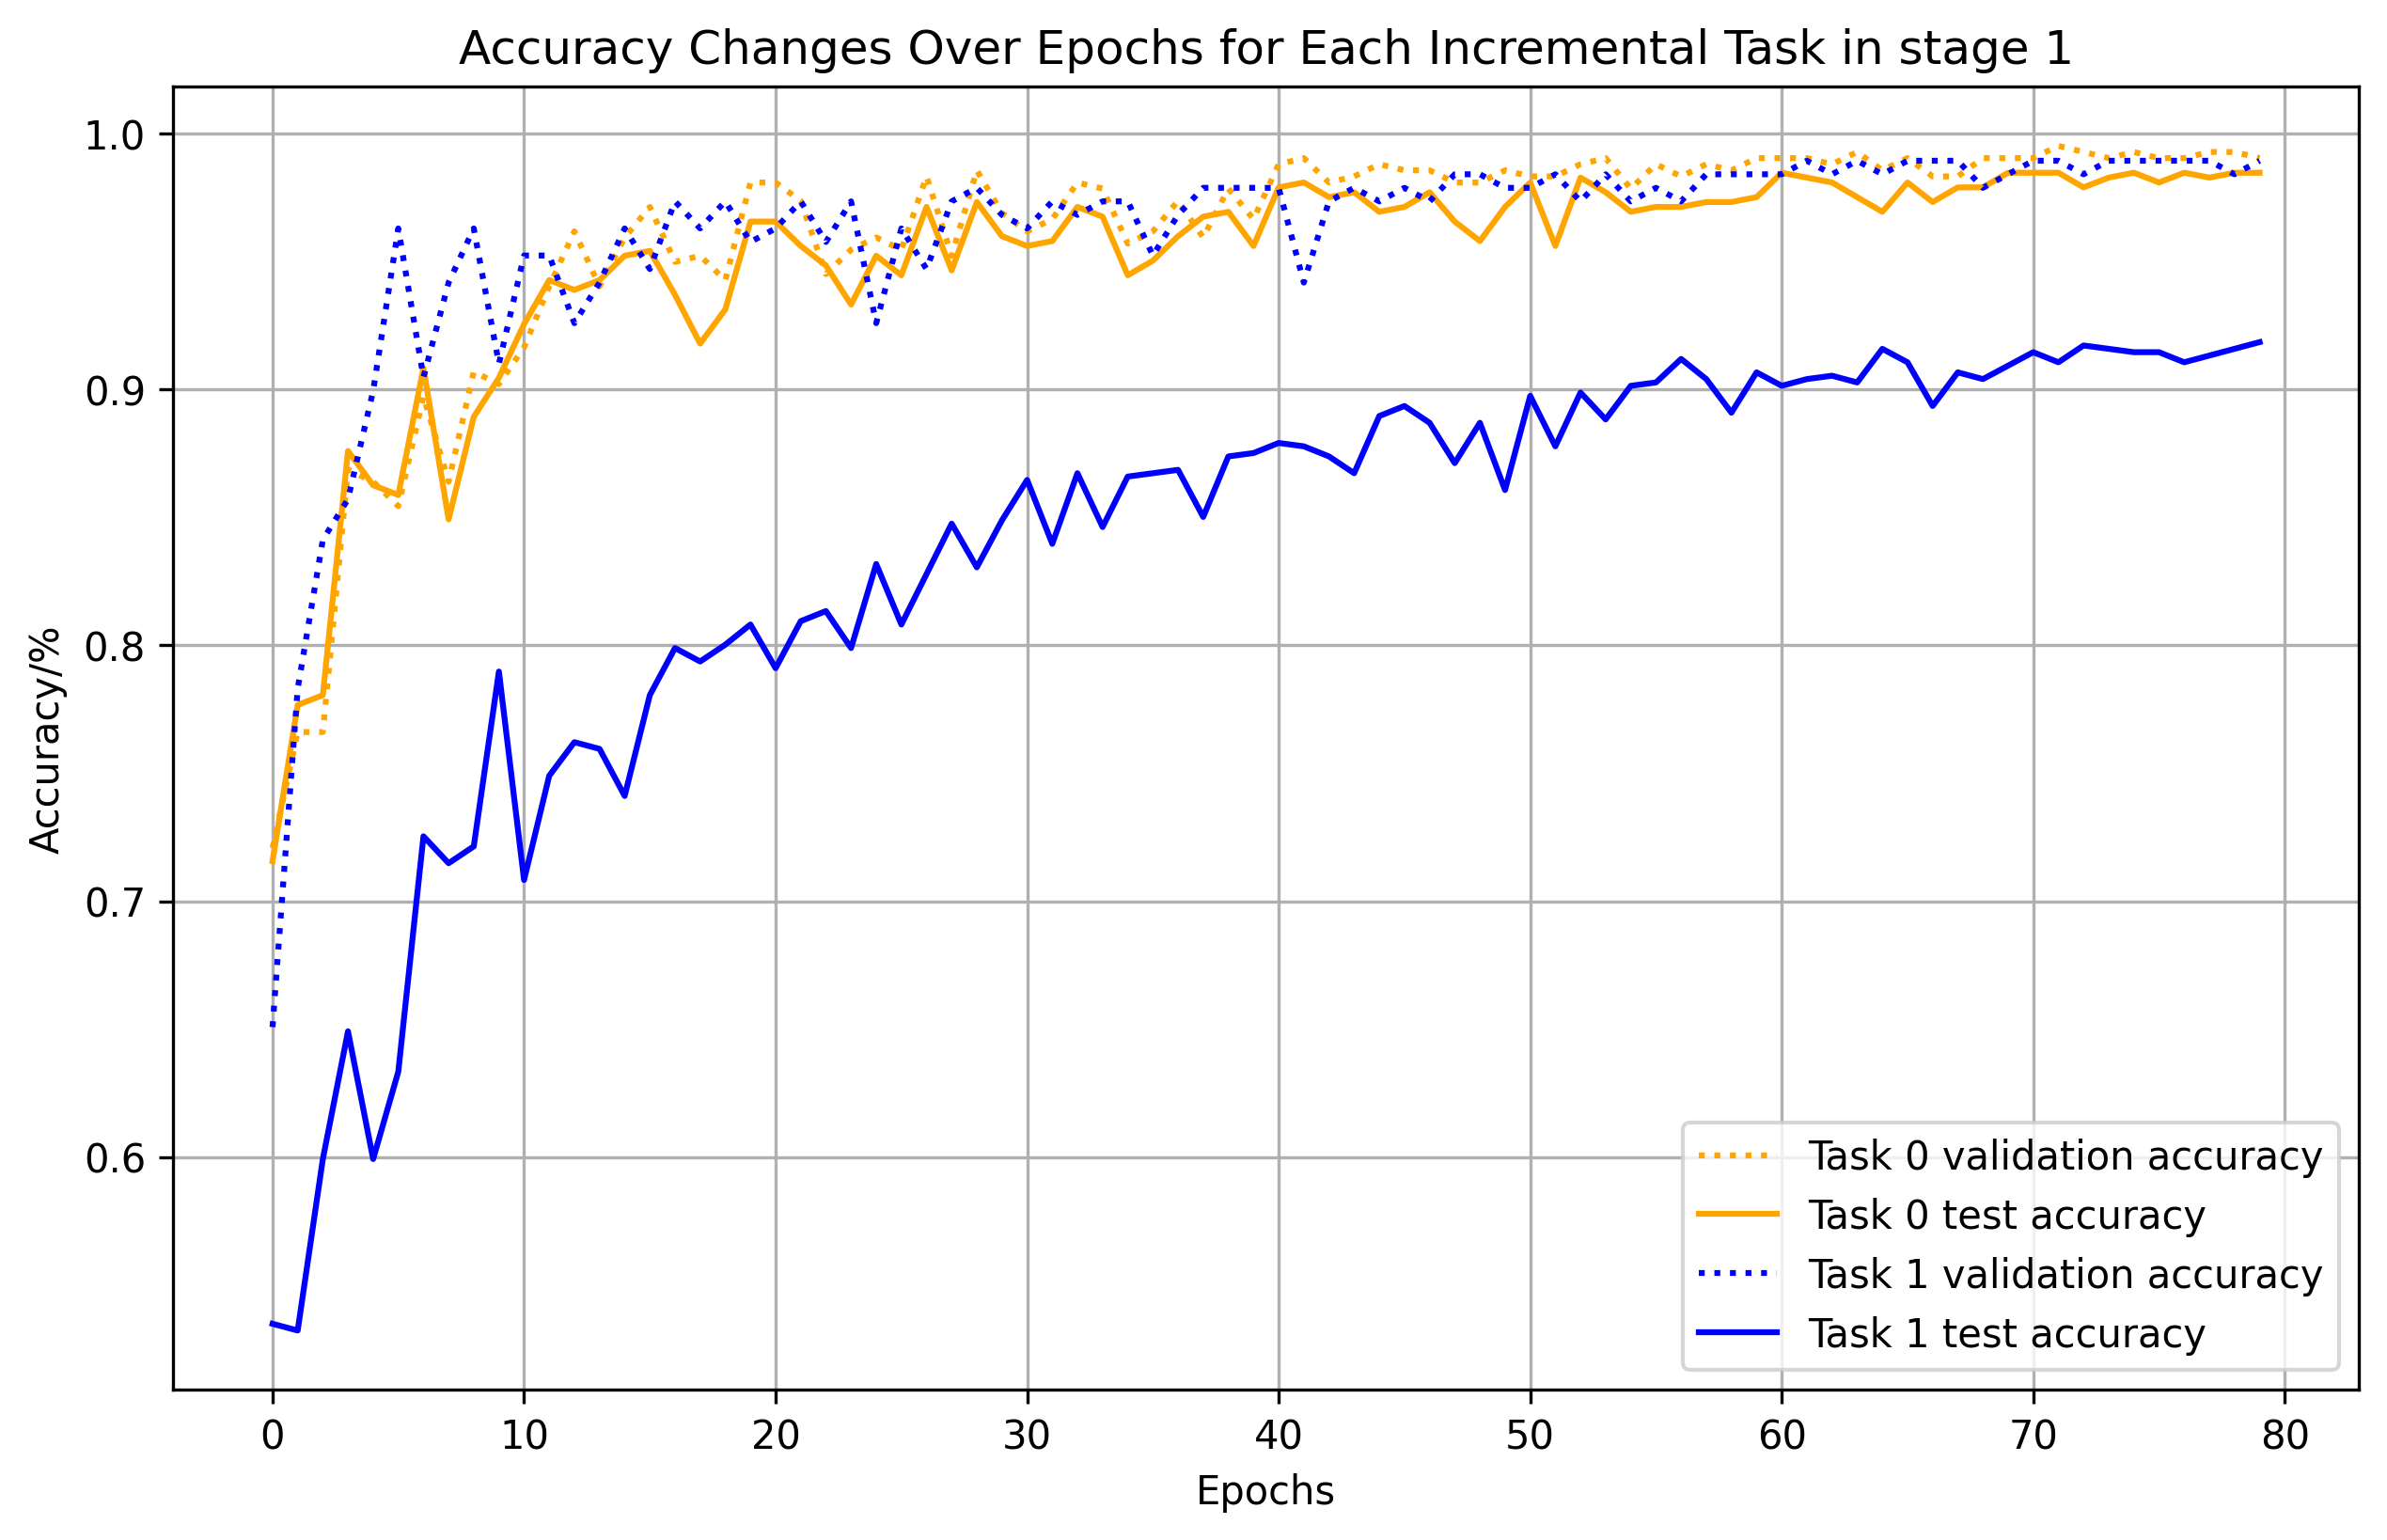 Accuracy Changes Over Epochs for Each Incremental Task in stage 1
Accuracy/%
1.0
0.9
0.8
0.7
0.6
0 10 20 30 40 50 60 70 80
Epochs
Task 0 validation accuracy
Task 0 test accuracy
Task 1 validation accuracy
Task 1 test accuracy